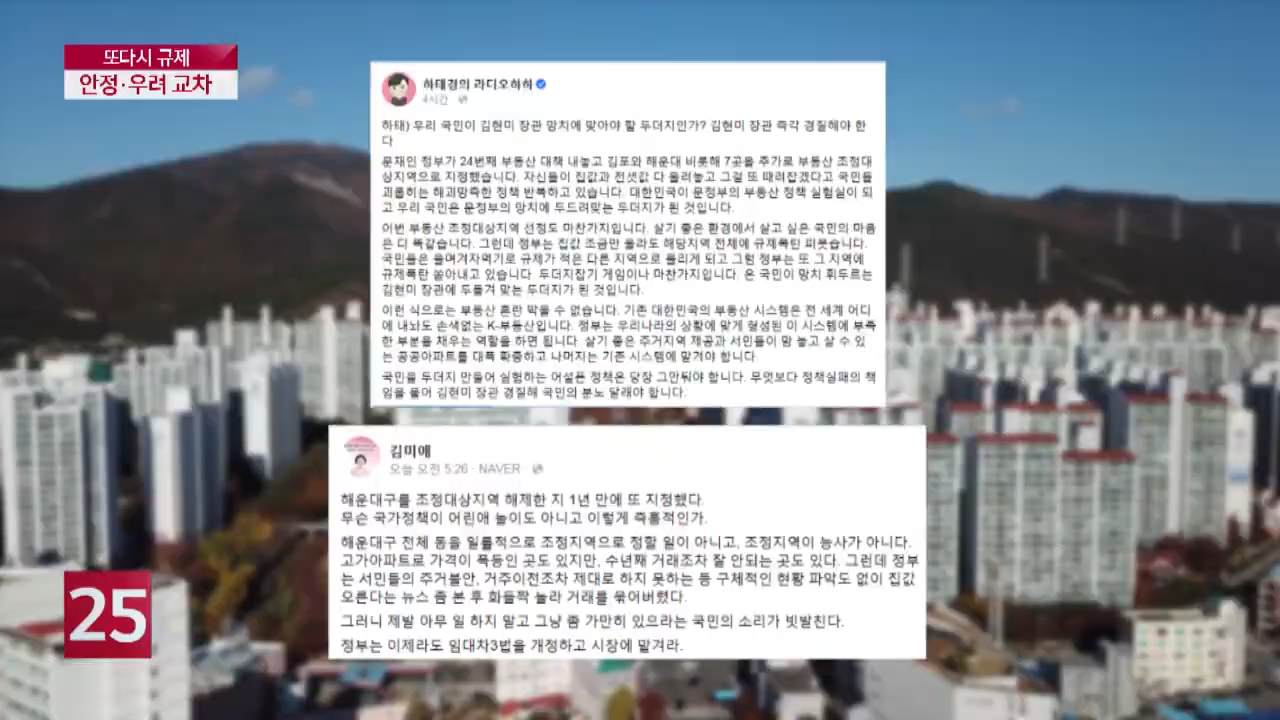 또다시 규제
안정·우려 교차
하태경의 라디오하하
4시간
하태) 우리 국민이 김현미 장관 망치에 맞아야 할 두더지인가? 김현미 장관 즉각 경질해야 한
다
문재인 정부가 24번째 부동산 대책 내놓고 김포와 해운대 비롯해 7곳을 추가로 부동산 조정대
상지역으로 지정했습니다. 자신들이 집값과 전셋값 다 올려놓고 그걸 또 때려잡겠다고 국민들
괴롭히는 해괴망측한 정책 반복하고 있습니다. 대한민국이 문정부의 부동산 정책 실험실이 되
고 우리 국민은 문정부의 망치에 두드려맞는 두더지가 된 것입니다.
이번 부동산 조정대상지역 선정도 마찬가지입니다. 살기 좋은 환경에서 살고 싶은 국민의 마음
은 다 똑같습니다. 그런데 정부는 집값 조금만 올라도 해당지역 전체에 규제폭탄 퍼붓습니다.
국민들은 울며겨자먹기로 규제가 적은 다른 지역으로 몰리게 되고 그럼 정부는 또 그 지역에
규제폭탄 쏟아내고 있습니다. 두더지잡기 게임이나 마찬가지입니다. 온 국민이 망치 휘두르는
김현미 장관에 두들겨 맞는 두더지가 된 것입니다.
이런 식으로는 부동산 혼란 막을 수 없습니다. 기존 대한민국의 부동산 시스템은 전 세계 어디
에 내놔도 손색없는 K-부동산입니다. 정부는 우리나라의 상황에 맞게 형성된 이 시스템에 부족
한 부분을 채우는 역할을 하면 됩니다. 살기 좋은 주거지역 제공과 서민들이 맘 놓고 살 수 있
는 공공아파트를 대폭 확충하고 나머지는 기존 시스템에 맡겨야 합니다.
국민을 두더지 만들어 실험하는 어설픈 정책은 당장 그만둬야 합니다. 무엇보다 정책실패의 책
임을 물어 김현미 장관 경질해 국민의 분노 달래야 합니다.
김미애
오늘 오전 5:26 · NAVER
해운대구를 조정대상지역 해제한 지 1년 만에 또 지정했다.
무슨 국가정책이 어린애 놀이도 아니고 이렇게 즉흥적인가.
해운대구 전체 동을 일률적으로 조정지역으로 정할 일이 아니고, 조정지역이 능사가 아니다.
고가아파트로 가격이 폭등인 곳도 있지만, 수년째 거래조차 잘 안되는 곳도 있다. 그런데 정부
는 서민들의 주거불안, 거주이전조차 제대로 하지 못하는 등 구체적인 현황 파악도 없이 집값
오른다는 뉴스 좀 본 후 화들짝 놀라 거래를 묶어버렸다.
그러니 제발 아무 일 하지 말고 그냥 좀 가만히 있으라는 국민의 소리가 빗발친다.
정부는 이제라도 임대차3법을 개정하고 시장에 맡겨라.
25